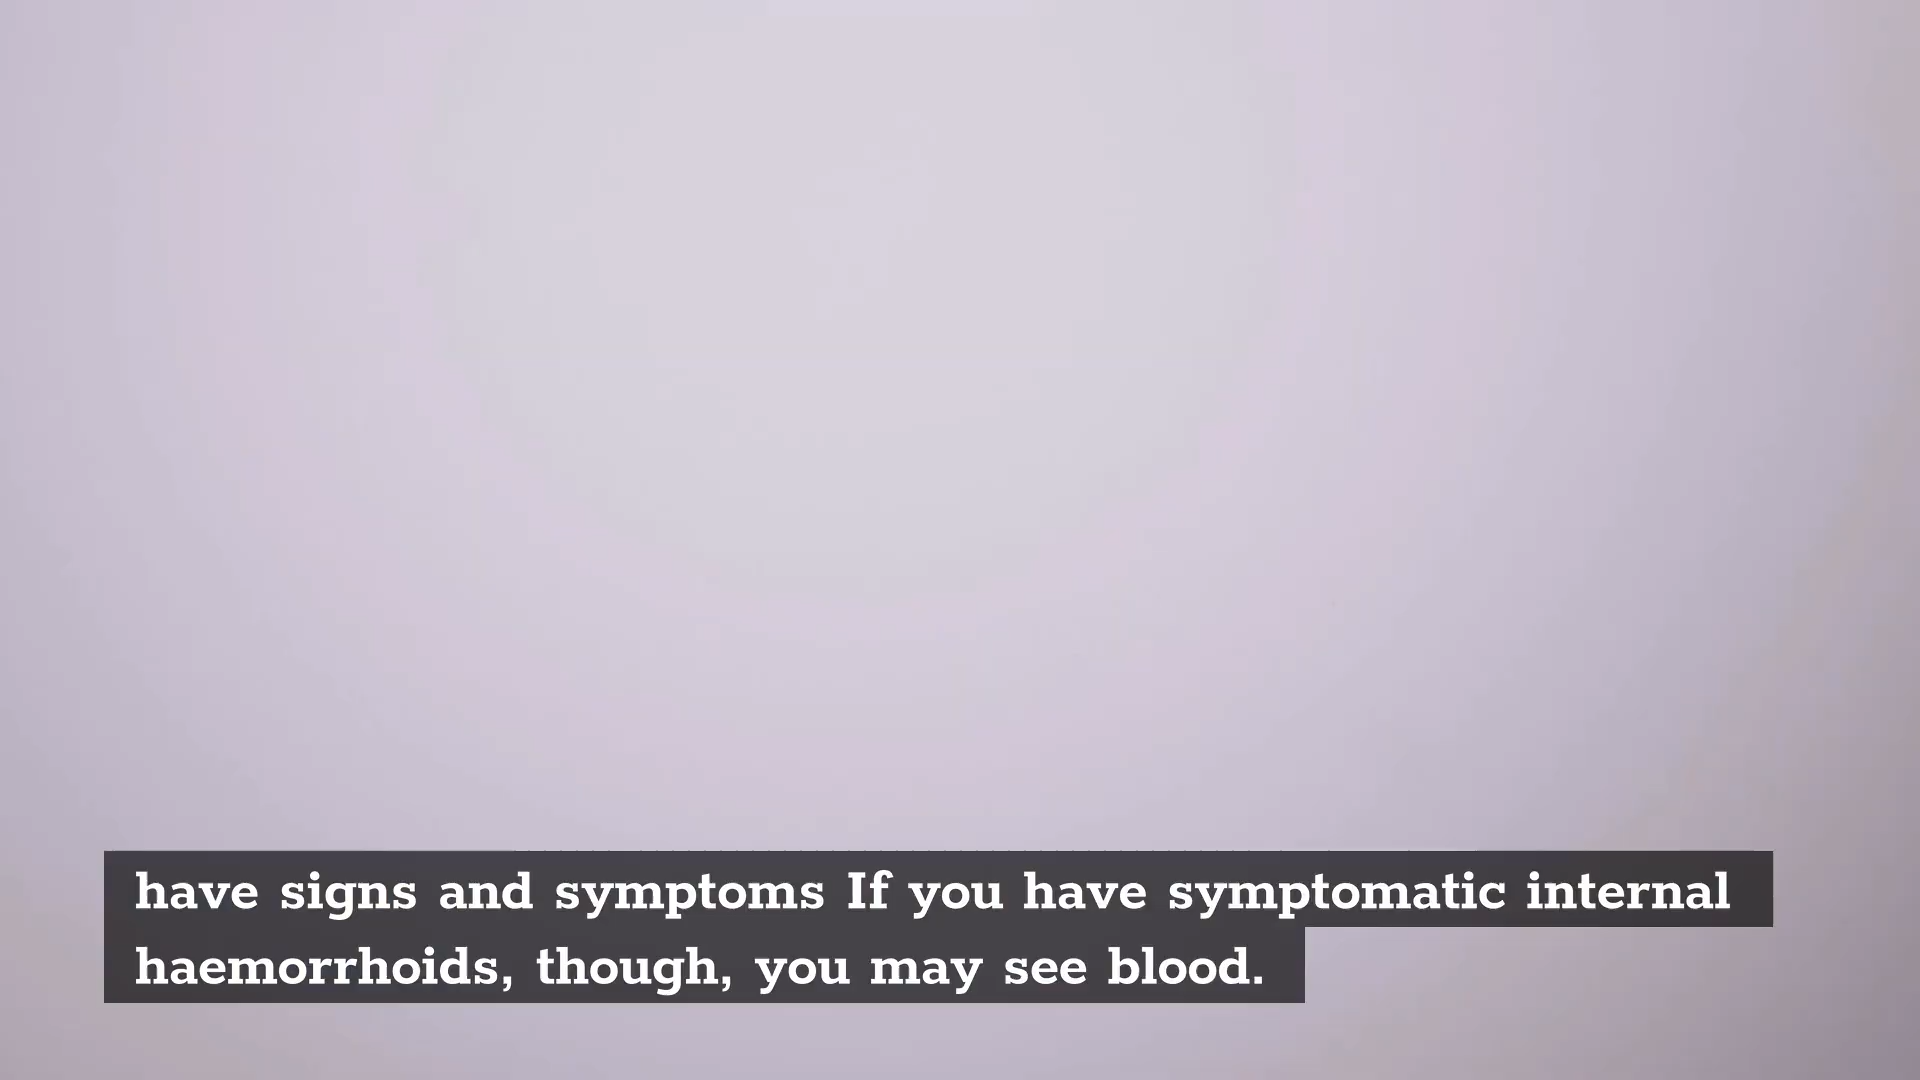 have signs and symptoms If you have symptomatic internal
haemorrhoids, though, you may see blood.